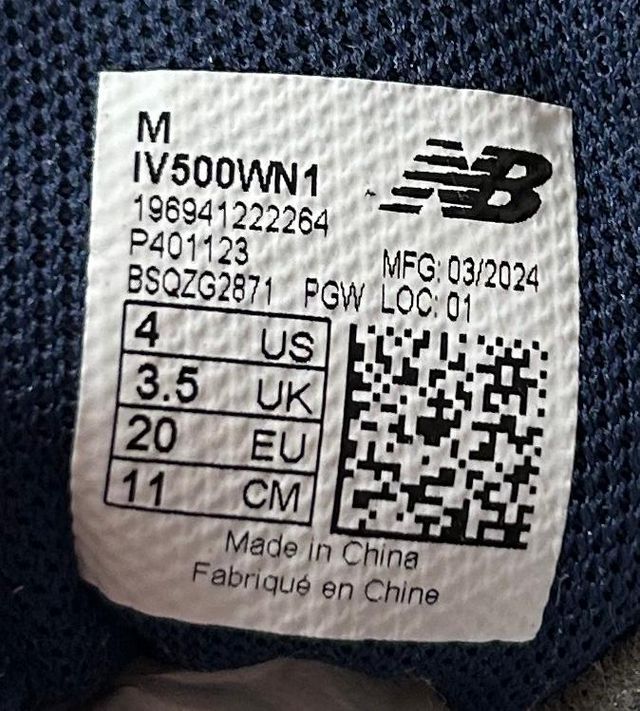 M
IV500WN1
196941222264
P401123
BSQZG2871 PGW
NB
MFG: 03/2024
LOC: 01
4 US
3.5 UK
20 EU
11 CM
Made in China
Fabriqué en Chine